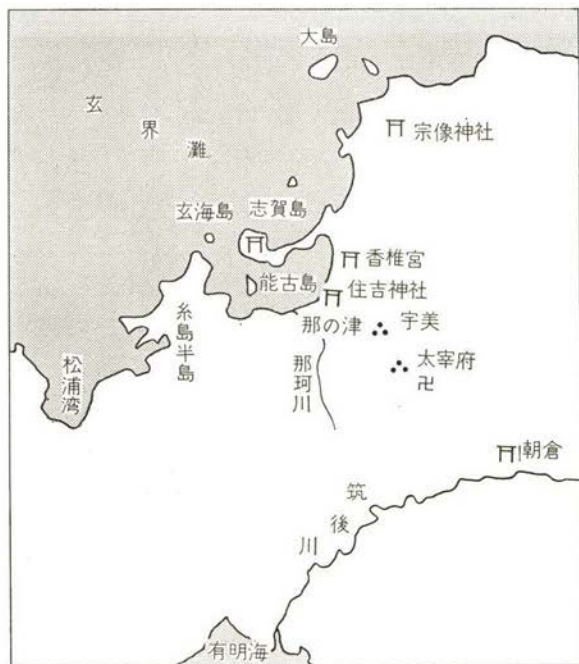 大島
玄界灘
宗像神社
玄海島
志賀島
香椎宮
能古島
住吉神社
那の津
宇美
糸島半島
松浦湾
那珂川
太宰府
卍
朝倉
筑後川
有明海